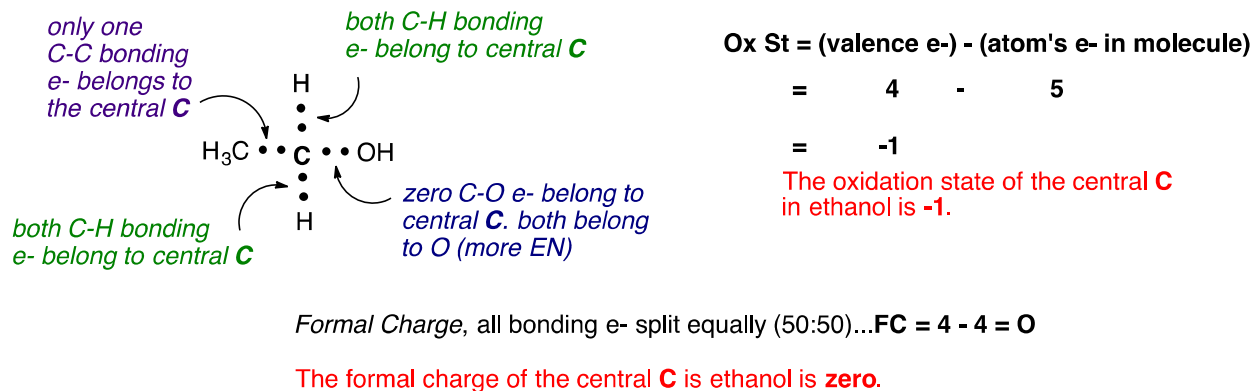 only one
C-C bonding
e- belongs to
the central C
both C-H bonding
e- belong to central C
H
H₃C • • C • • OH
H
both C-H bonding
e- belong to central C
zero C-O e- belong to
central C. both belong
to O (more EN)
Ox St = (valence e-) - (atom's e- in molecule)
= 4 - 5
= -1
The oxidation state of the central C
in ethanol is -1.
Formal Charge, all bonding e- split equally (50:50)...FC = 4 - 4 = O
The formal charge of the central C is ethanol is zero.